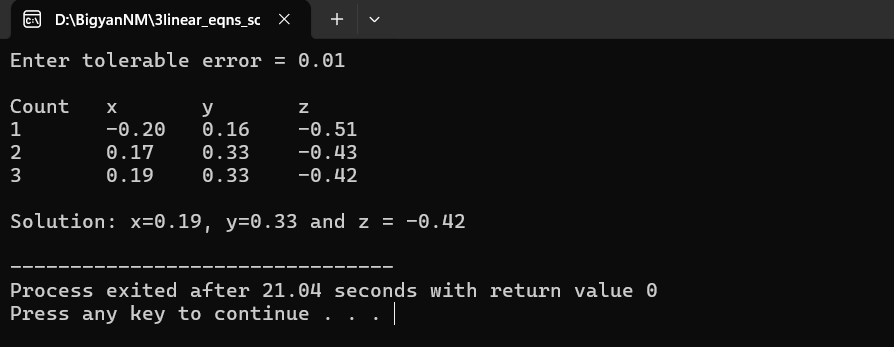 D:\BigyanNM\3linear_eqns_sc
Enter tolerable error = 0.01
Count x y z
1 -0.20 0.16 -0.51
2 0.17 0.33 -0.43
3 0.19 0.33 -0.42
Solution: x=0.19, y=0.33 and z = -0.42
--------------------------------
Process exited after 21.04 seconds with return value 0
Press any key to continue . . .